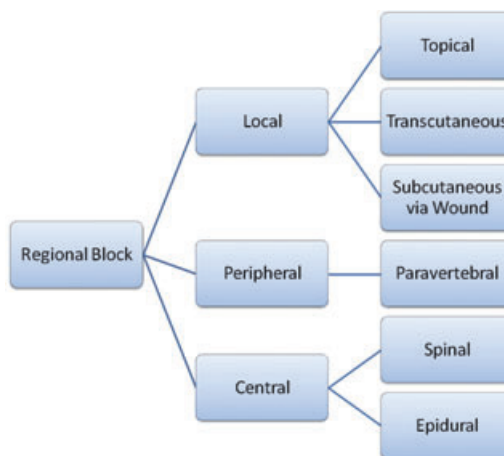 Topical
Local
Transcutaneous
Subcutaneous
via Wound
Regional Block
Peripheral
Paravertebral
Spinal
Central
Epidural